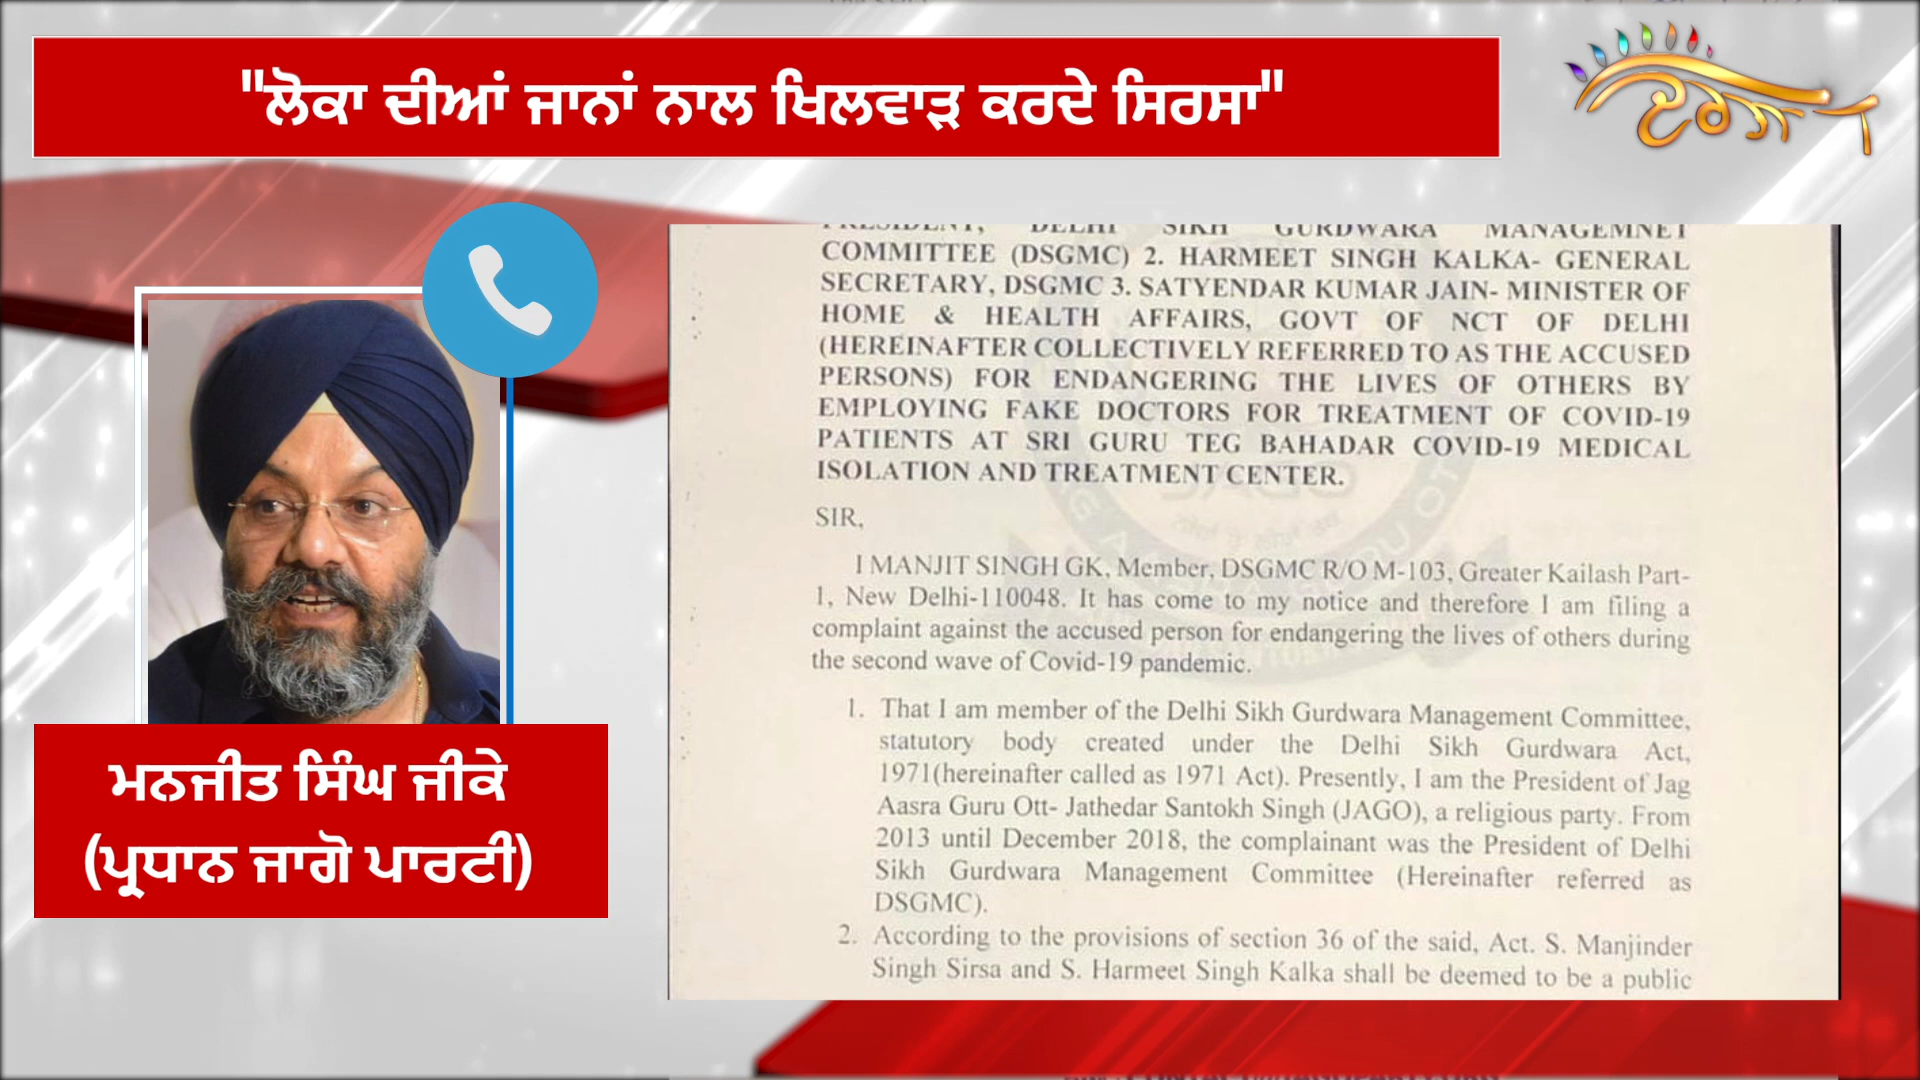 "ਲੋਕਾ ਦੀਆਂ ਜਾਨਾਂ ਨਾਲ ਖਿਲਵਾੜ ਕਰਦੇ ਸਿਰਸਾ"
ਮਨਜੀਤ ਸਿੰਘ ਜੀਕੇ
(ਪ੍ਰਧਾਨ ਜਾਗੋ ਪਾਰਟੀ)
PRESIDENT, DELHI SIKH GURDWARA MANAGEMNET
COMMITTEE (DSGMC) 2. HARMEET SINGH KALKA- GENERAL
SECRETARY, DSGMC 3. SATYENDAR KUMAR JAIN- MINISTER OF
HOME & HEALTH AFFAIRS, GOVT OF NCT OF DELHI
(HEREINAFTER COLLECTIVELY REFERRED TO AS THE ACCUSED
PERSONS) FOR ENDANGERING THE LIVES OF OTHERS BY
EMPLOYING FAKE DOCTORS FOR TREATMENT OF COVID-19
PATIENTS AT SRI GURU TEG BAHADAR COVID-19 MEDICAL
ISOLATION AND TREATMENT CENTER.
SIR,
I MANJIT SINGH GK, Member, DSGMC R/O M-103, Greater Kailash Part-
1, New Delhi-110048. It has come to my notice and therefore I am filing a
complaint against the accused person for endangering the lives of others during
the second wave of Covid-19 pandemic.
1. That I am member of the Delhi Sikh Gurdwara Management Committee,
statutory body created under the Delhi Sikh Gurdwara Act,
1971(hereinafter called as 1971 Act). Presently, I am the President of Jag
Aasra Guru Ott- Jathedar Santokh Singh (JAGO), a religious party. From
2013 until December 2018, the complainant was the President of Delhi
Sikh Gurdwara Management Committee (Hereinafter referred as
DSGMC).
2. According to the provisions of section 36 of the said, Act. S. Manjinder
Singh Sirsa and S. Harmeet Singh Kalka shall be deemed to be a public